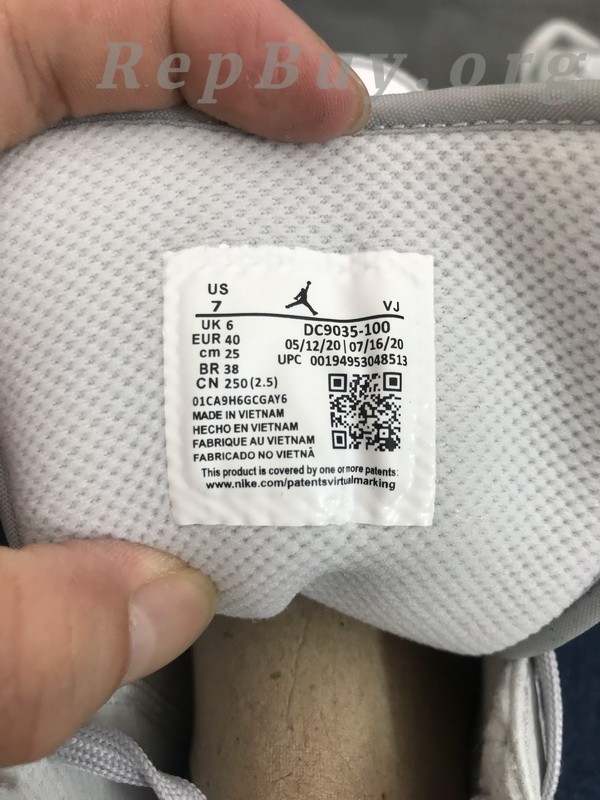 RepBuy.org
US
7
VJ
UK 6
EUR 40
cm 25
BR 38
CN 250 (2.5)
DC9035-100
05/12/20 | 07/16/20
UPC 00194953048513
01CA9H6GCGAY6
MADE IN VIETNAM
HECHO EN VIETNAM
FABRIQUE AU VIETNAM
FABRICADO NO VIETNÃ
This product is covered by one or more patents:
www.nike.com/patentsvirtualmarking